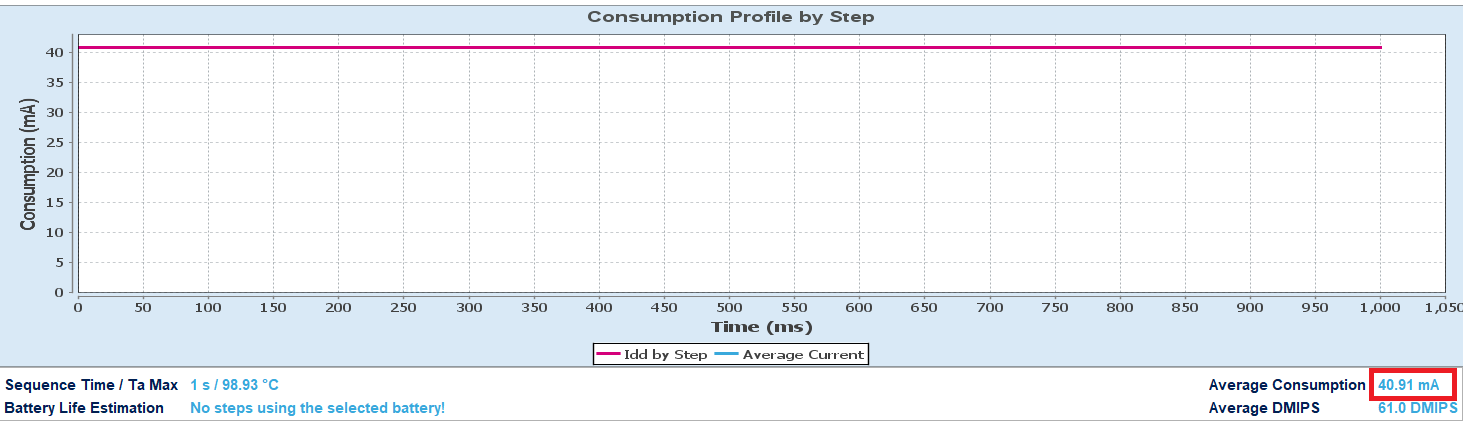 Consumption Profile by Step
Consumption (mA)
40
35
30
25
20
15
10
5
0
0 50 100 150 200 250 300 350 400 450 500 550 600 650 700 750 800 850 900 950 1,000 1,050
Time (ms)
Idd by Step Average Current
Sequence Time / Ta Max 1 s / 98.93 °C Average Consumption 40.91 mA
Battery Life Estimation No steps using the selected battery! Average DMIPS 61.0 DMIPS